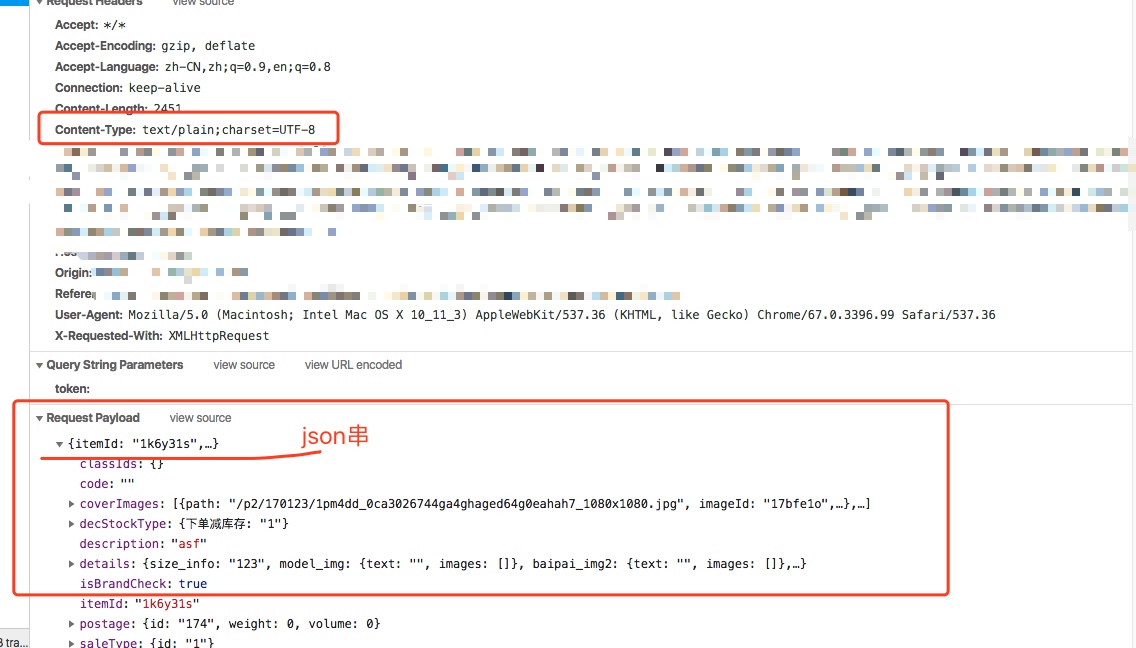 Request Headers view source
Accept: */*
Accept-Encoding: gzip, deflate
Accept-Language: zh-CN,zh;q=0.9,en;q=0.8
Connection: keep-alive
Content-Length: 2451
Content-Type: text/plain;charset=UTF-8
Origin:
Refere
User-Agent: Mozilla/5.0 (Macintosh; Intel Mac OS X 10_11_3) AppleWebKit/537.36 (KHTML, like Gecko) Chrome/67.0.3396.99 Safari/537.36
X-Requested-With: XMLHttpRequest
Query String Parameters view source view URL encoded
token:
Request Payload view source
json串
{itemId: "1k6y31s",…}
classIds: {}
code: ""
coverImages: [{path: "/p2/170123/1pm4dd_0ca3026744ga4ghaged64g0eahah7_1080x1080.jpg", imageId: "17bfe1o",…},…]
decStockType: {下单减库存: "1"}
description: "asf"
details: {size_info: "123", model_img: {text: "", images: []}, baipai_img2: {text: "", images: []},…}
isBrandCheck: true
itemId: "1k6y31s"
postage: {id: "174", weight: 0, volume: 0}
saleType: {id: "1"}
3 tra...